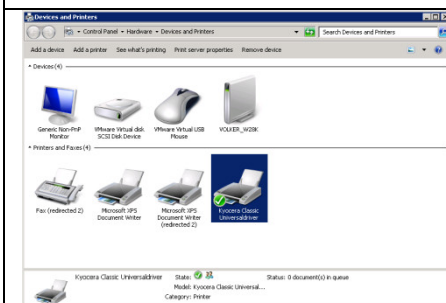 Devices and Printers
Control Panel ▸ Hardware ▸ Devices and Printers
Search Devices and Printers
Add a device Add a printer See what's printing Print server properties Remove device
Devices (4)
Generic Non-PnP Monitor
VMware Virtual disk SCSI Disk Device
VMware Virtual USB Mouse
VOLKER_W28K
Printers and Faxes (4)
Fax (redirected 2)
Microsoft XPS Document Writer
Microsoft XPS Document Writer (redirected 2)
Kyocera Classic Universaldriver
Kyocera Classic Universaldriver State: Status: 0 document(s) in queue
Model: Kyocera Classic Universal...
Category: Printer